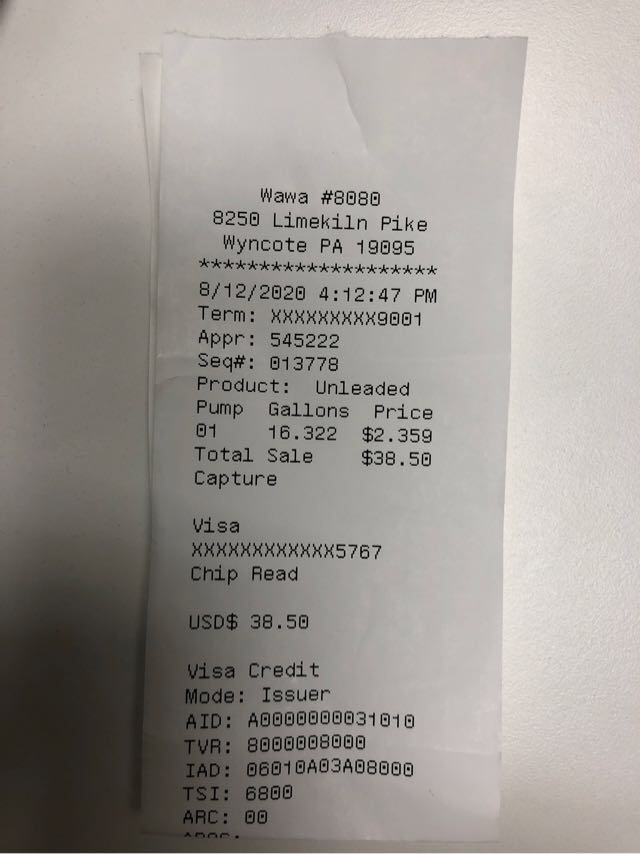 Wawa #8080
8250 Limekiln Pike
Wyncote PA 19095
********************
8/12/2020 4:12:47 PM
Term: XXXXXXXXX9001
Appr: 545222
Seq#: 013778
Product: Unleaded
Pump Gallons Price
01 16.322 $2.359
Total Sale $38.50
Capture
Visa
XXXXXXXXXXXX5767
Chip Read
USD$ 38.50
Visa Credit
Mode: Issuer
AID: A0000000031010
TVR: 8000008000
IAD: 06010A03A08000
TSI: 6800
ARC: 00